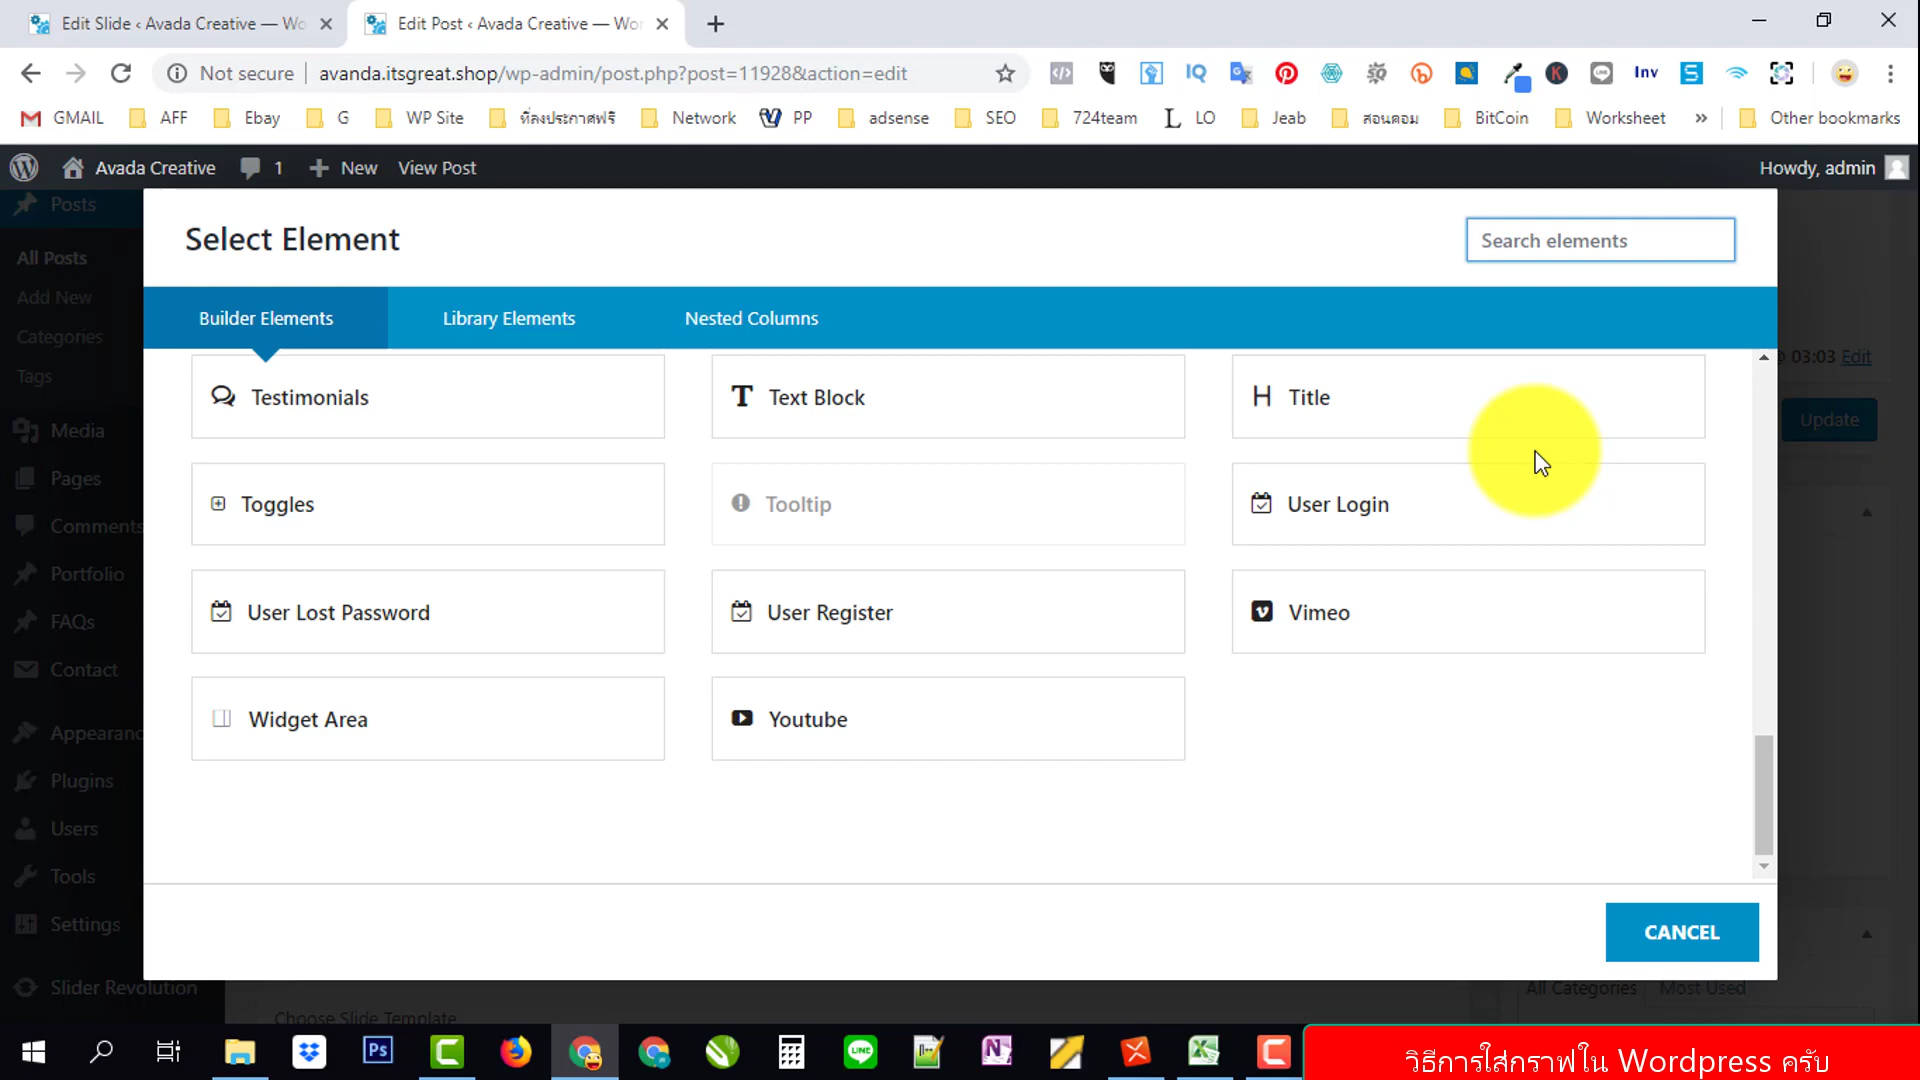 Edit Slide ‹ Avada Creative — Wo
Edit Post ‹ Avada Creative — Wor
Not secure avanda.itsgreat.shop/wp-admin/post.php?post=11928&action=edit
IQ Inv
GMAIL AFF Ebay G WP Site ที่ลงประกาศฟรี Network PP adsense SEO 724team LO Jeab สอนคอม BitCoin Worksheet » Other bookmarks
Avada Creative 1 New View Post Howdy, admin
Posts
All Posts
Add New
Categories
Tags
Media
Pages
Comments
Portfolio
FAQs
Contact
Appearanc
Plugins
Users
Tools
Settings
Slider Revolution
Select Element
Search elements
Builder Elements Library Elements Nested Columns
Testimonials Text Block Title
Toggles Tooltip User Login
User Lost Password User Register Vimeo
Widget Area Youtube
03:03 Edit
Update
CANCEL
All Categories Most Used
Choose Slide Template
Ps
LINE
วิธีการใส่กราฟใน Wordpress ครับ